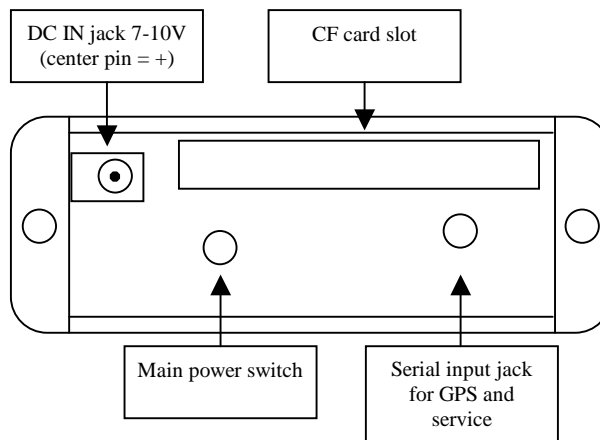 DC IN jack 7-10V
(center pin = +)
CF card slot
Main power switch
Serial input jack
for GPS and
service